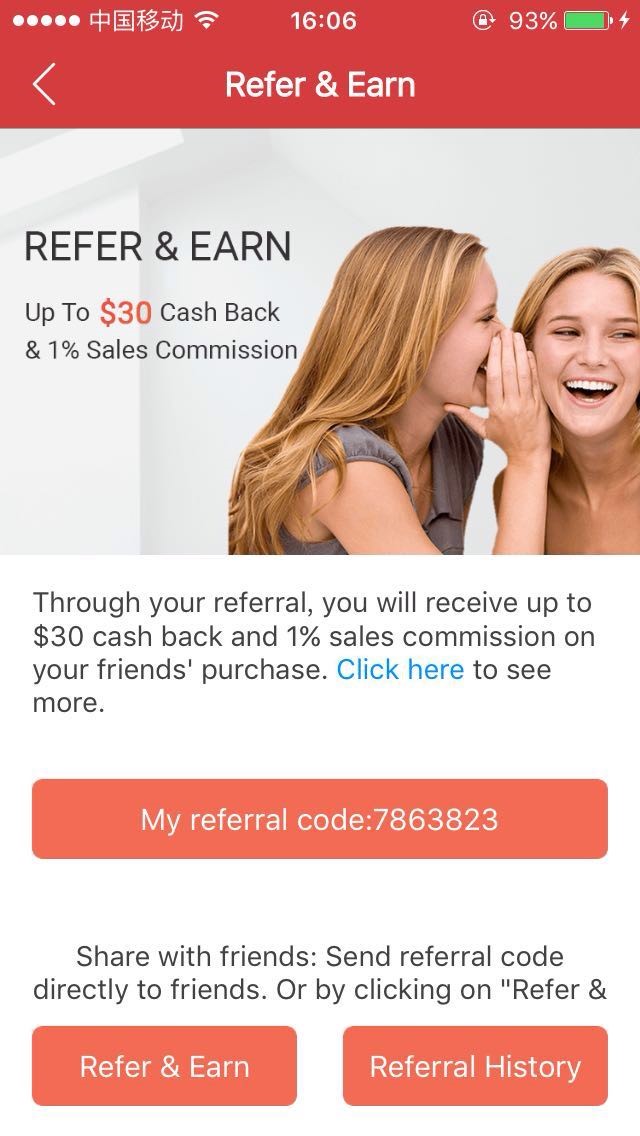 中国移动 16:06 93%
Refer & Earn
REFER & EARN
Up To $30 Cash Back
& 1% Sales Commission
Through your referral, you will receive up to
$30 cash back and 1% sales commission on
your friends' purchase. Click here to see
more.
My referral code:7863823
Share with friends: Send referral code
directly to friends. Or by clicking on "Refer &
Refer & Earn
Referral History